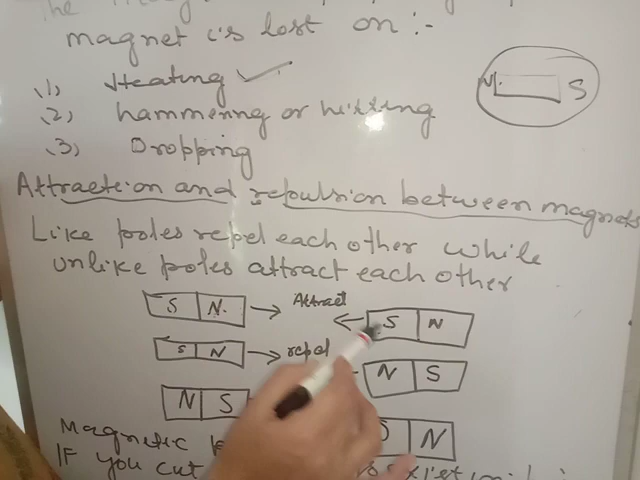 The
magnet is lost on :-
(1) Heating
N S
(2) hammering or hitting
(3) Dropping
Attraction and repulsion between magnets
Like poles repel each other while
unlike poles attract each other
S N → Attract ← S N
S N → repel N S
N S N
Magnetic
If you cut